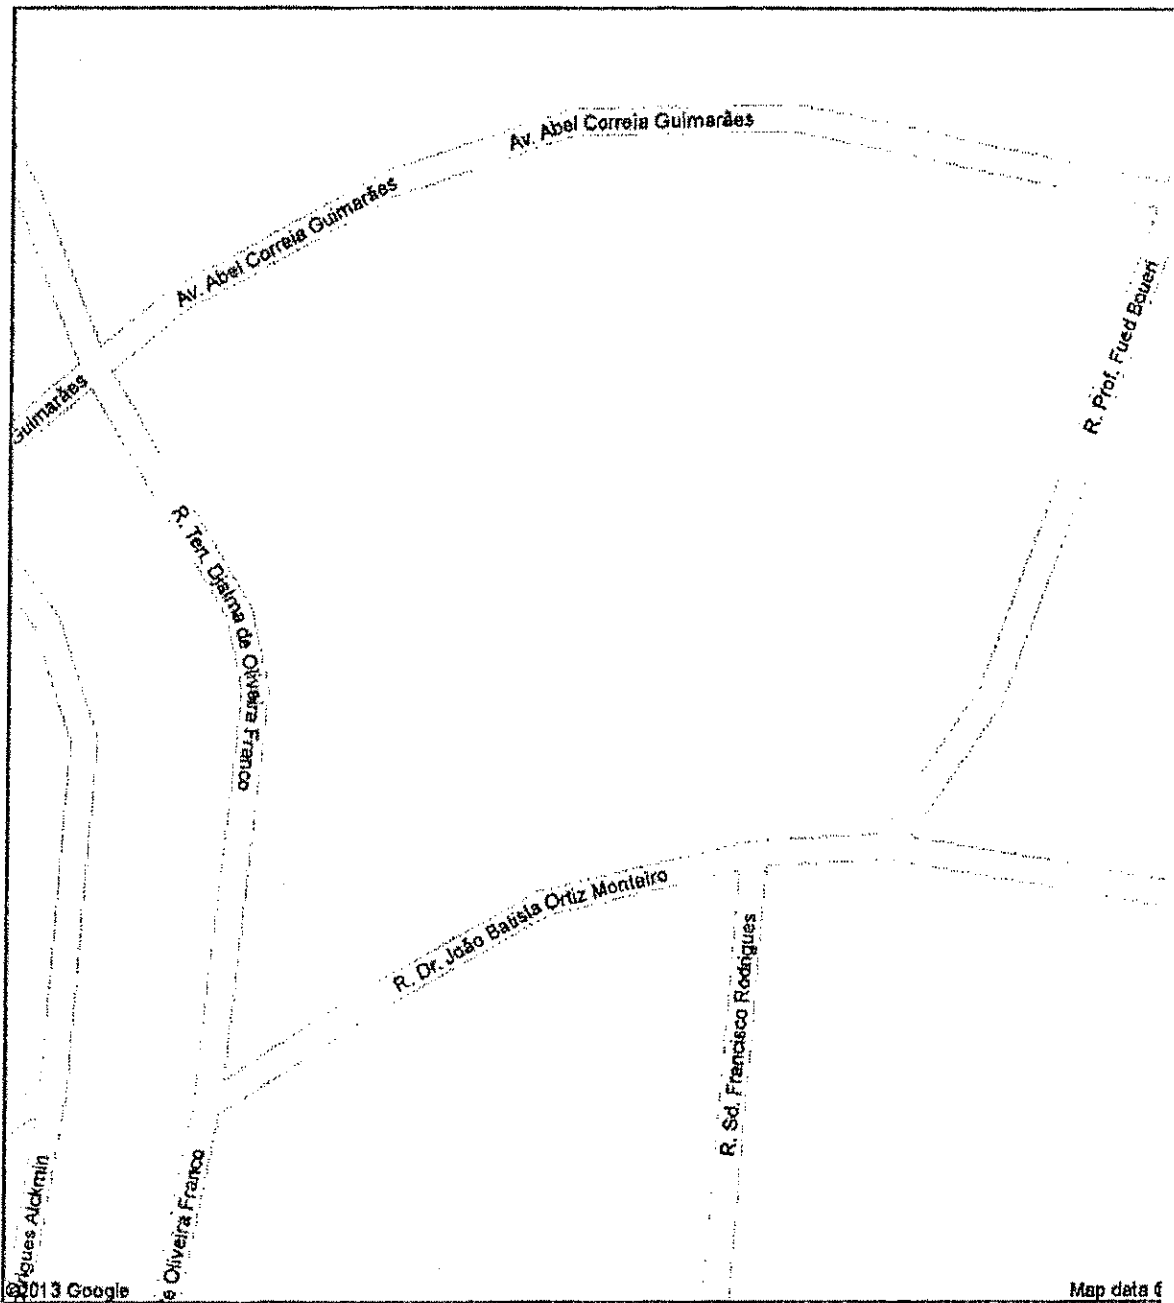 Av. Abel Correia Guimarães
Av. Abel Correia Guimarães
Guimarães
R. Prof. Fued Boueri
R. Ten. Djalma de Oliveira Franco
R. Dr. João Batista Ortiz Monteiro
R. Sd. Francisco Rodrigues
e Oliveira Franco
rigues Alckmin
©2013 Google
Map data ©